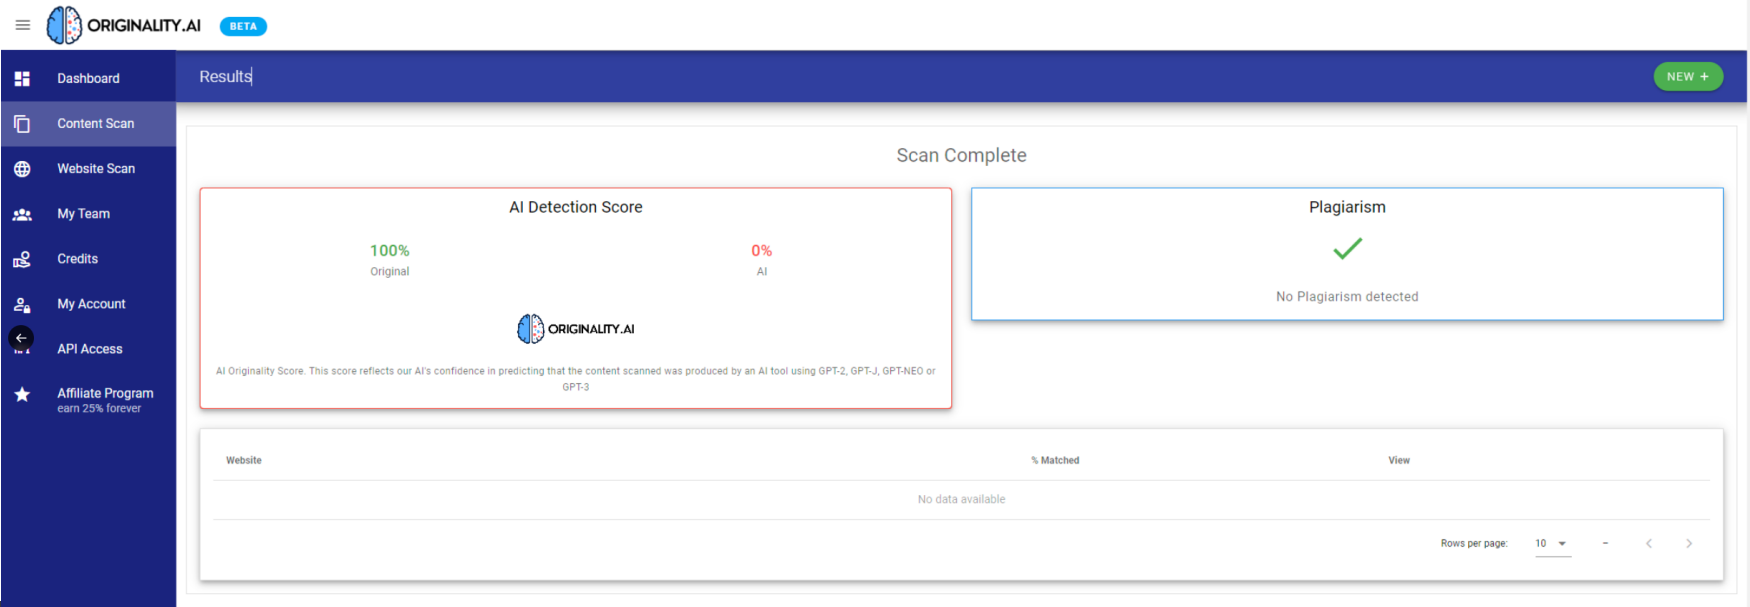 ORIGINALITY.AI BETA
Dashboard
Content Scan
Website Scan
My Team
Credits
My Account
API Access
Affiliate Program
earn 25% forever
Results
NEW +
Scan Complete
AI Detection Score
100%
Original
0%
AI
ORIGINALITY.AI
AI Originality Score. This score reflects our AI's confidence in predicting that the content scanned was produced by an AI tool using GPT-2, GPT-J, GPT-NEO or
GPT-3
Plagiarism
No Plagiarism detected
Website % Matched View
No data available
Rows per page: 10 –